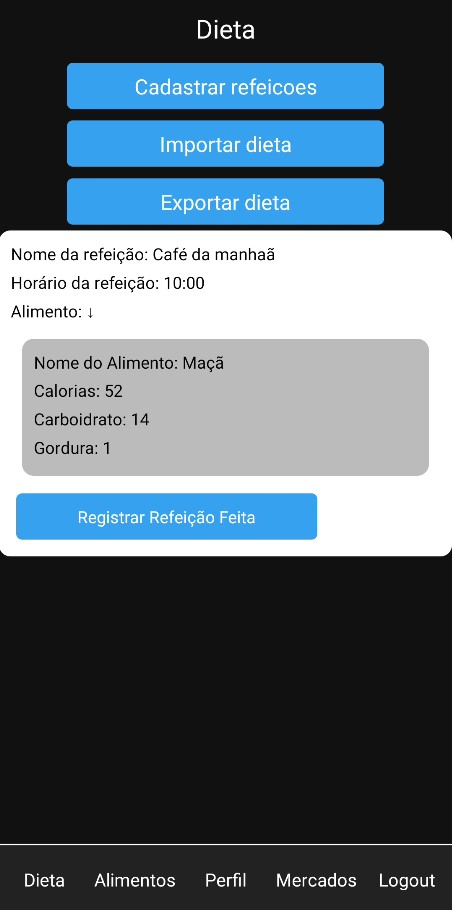 Dieta
Cadastrar refeicoes
Importar dieta
Exportar dieta
Nome da refeição: Café da manhaã
Horário da refeição: 10:00
Alimento: ↓
Nome do Alimento: Maçã
Calorias: 52
Carboidrato: 14
Gordura: 1
Registrar Refeição Feita
Dieta Alimentos Perfil Mercados Logout